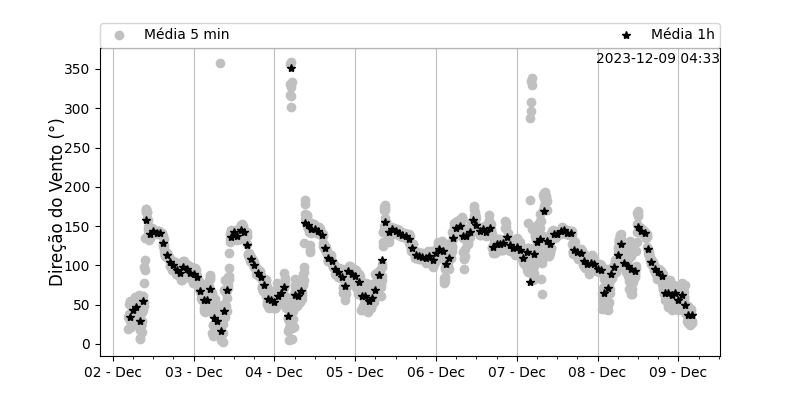 Média 5 min
Média 1h
2023-12-09 04:33
Direção do Vento (°)
350
300
250
200
150
100
50
0
02 - Dec
03 - Dec
04 - Dec
05 - Dec
06 - Dec
07 - Dec
08 - Dec
09 - Dec